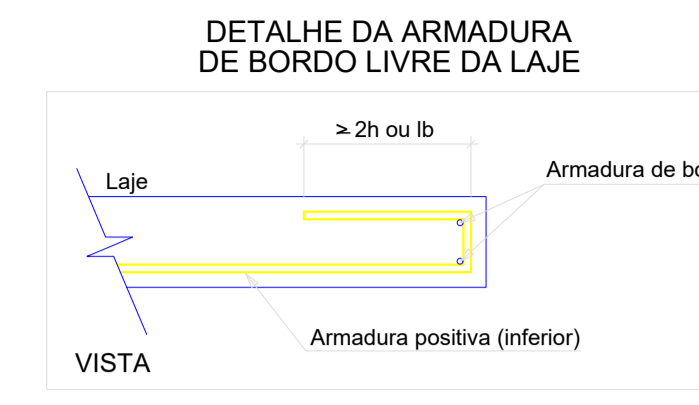 DETALHE DA ARMADURA
DE BORDO LIVRE DA LAJE
≥ 2h ou lb
Armadura de bo
Laje
Armadura positiva (inferior)
VISTA